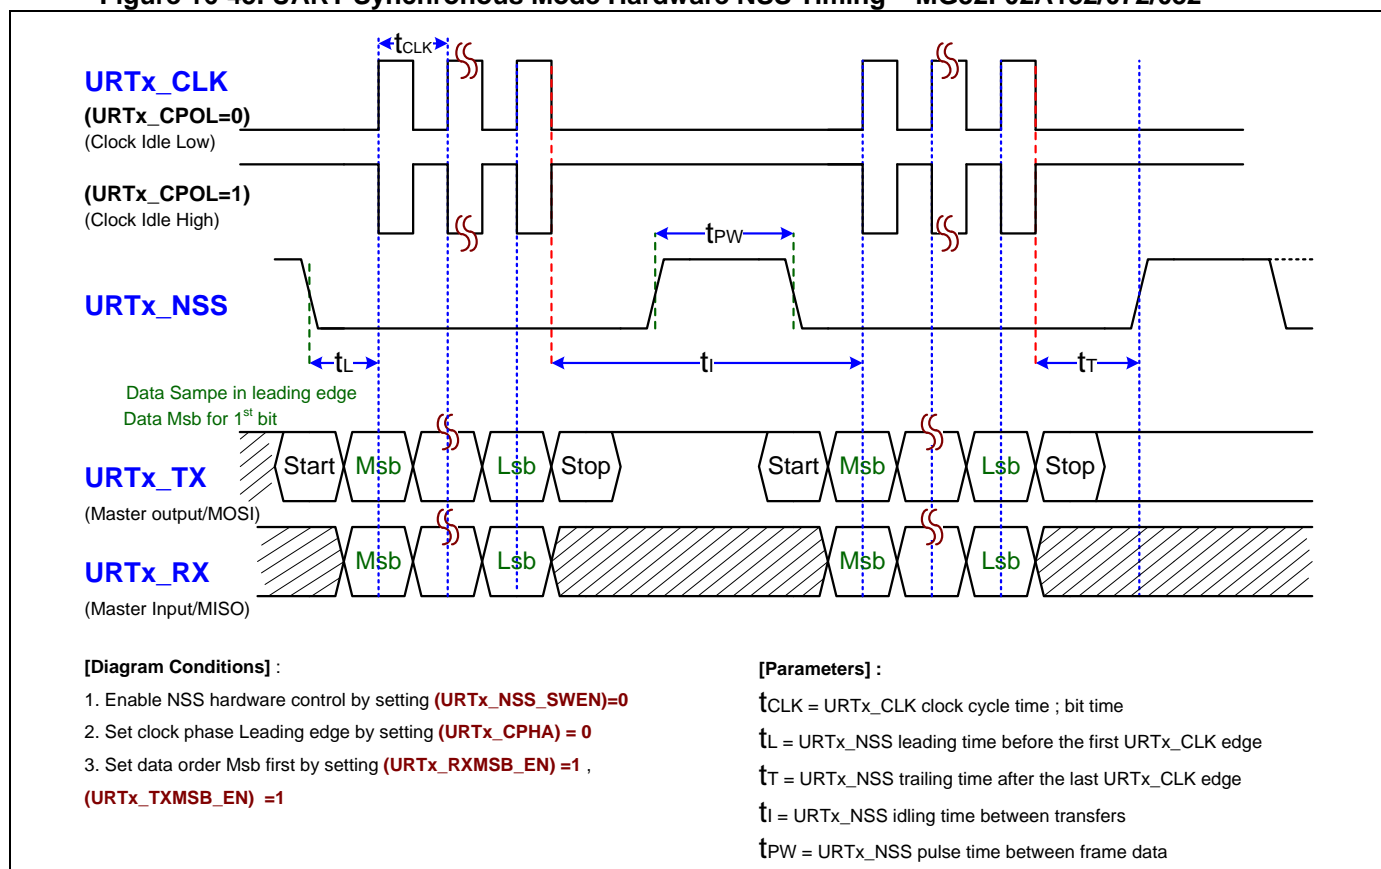 tCLK
URTx_CLK
(URTx_CPOL=0)
(Clock Idle Low)
(URTx_CPOL=1)
(Clock Idle High)
tPW
URTx_NSS
tL
tI
tT
Data Sampe in leading edge
Data Msb for 1st bit
Start Msb Lsb Stop Start Msb Lsb Stop
URTx_TX
(Master output/MOSI)
Msb Lsb Msb Lsb
URTx_RX
(Master Input/MISO)
[Diagram Conditions] :
1. Enable NSS hardware control by setting (URTx_NSS_SWEN)=0
2. Set clock phase Leading edge by setting (URTx_CPHA) = 0
3. Set data order Msb first by setting (URTx_RXMSB_EN) =1 ,
(URTx_TXMSB_EN) =1
[Parameters] :
tCLK = URTx_CLK clock cycle time ; bit time
tL = URTx_NSS leading time before the first URTx_CLK edge
tT = URTx_NSS trailing time after the last URTx_CLK edge
tI = URTx_NSS idling time between transfers
tPW = URTx_NSS pulse time between frame data